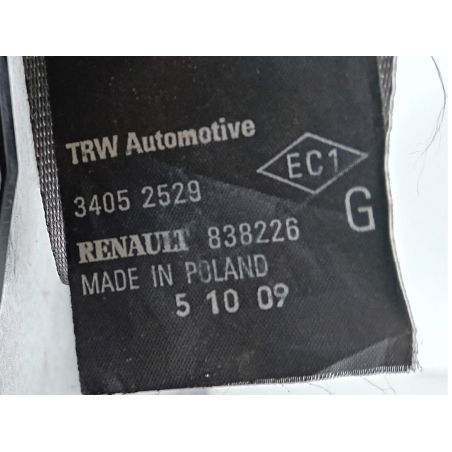 TRW Automotive
EC1
3405 2529
G
RENAULT 838226
MADE IN POLAND
5 10 09